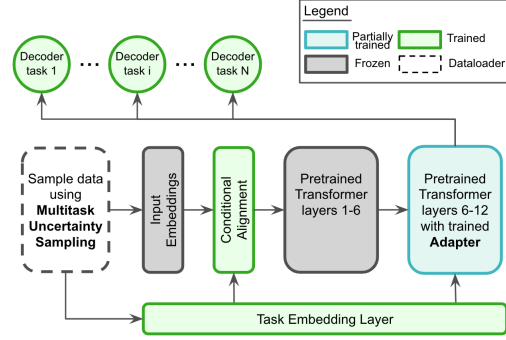 Legend
Partially
trained
Trained
Frozen
Dataloader
Decoder
task 1
...
Decoder
task i
...
Decoder
task N
Sample data
using
Multitask
Uncertainty
Sampling
Input
Embeddings
Conditional
Alignment
Pretrained
Transformer
layers 1-6
Pretrained
Transformer
layers 6-12
with trained
Adapter
Task Embedding Layer